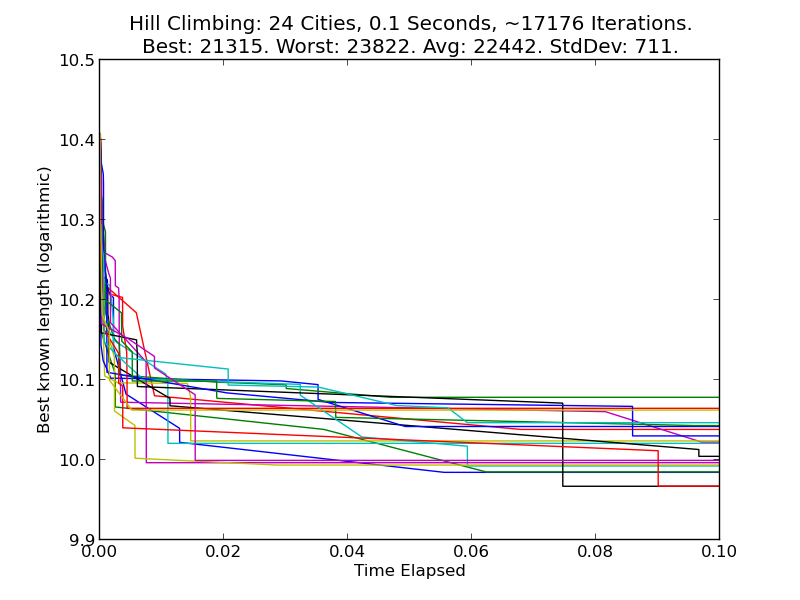 Hill Climbing: 24 Cities, 0.1 Seconds, ~17176 Iterations.
Best: 21315. Worst: 23822. Avg: 22442. StdDev: 711.
10.5
10.4
10.3
10.2
10.1
10.0
9.9
Best known length (logarithmic)
0.00 0.02 0.04 0.06 0.08 0.10
Time Elapsed